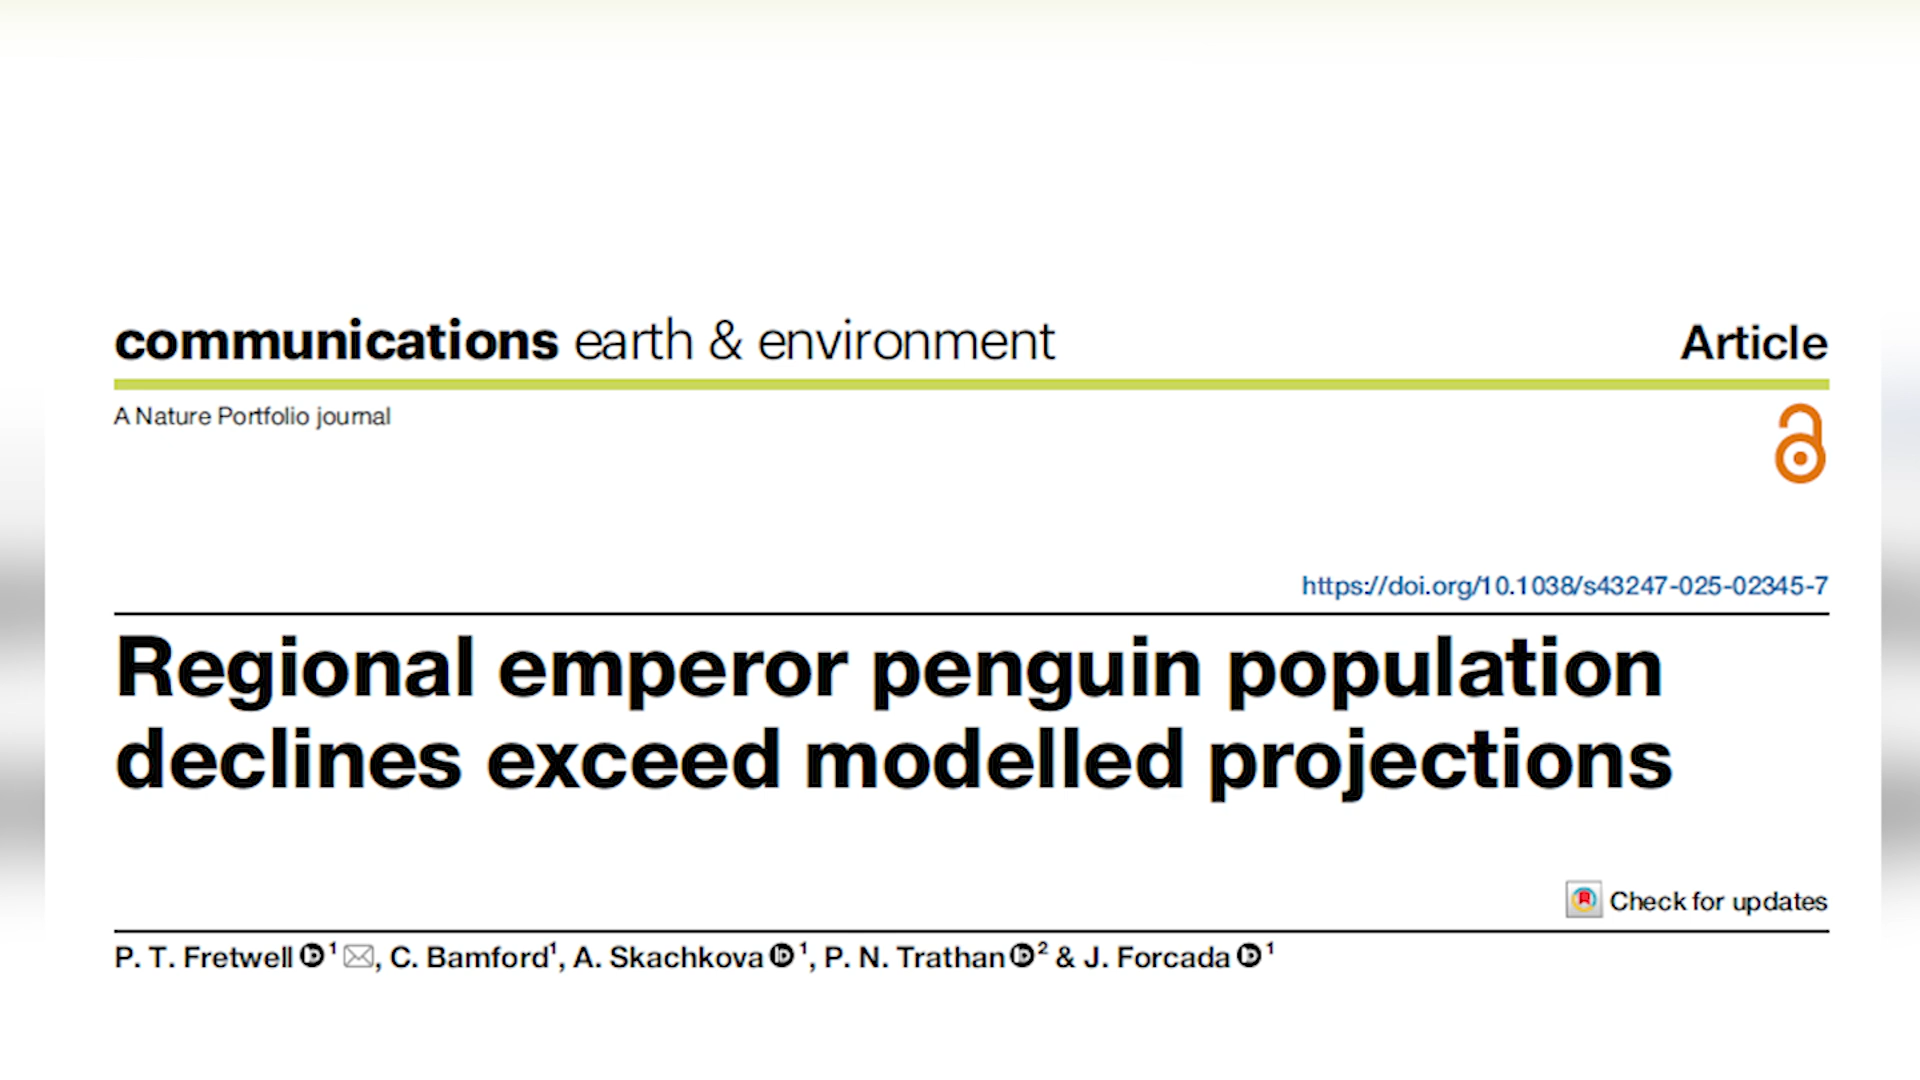 communications earth & environment
Article
A Nature Portfolio journal
https://doi.org/10.1038/s43247-025-02345-7
Regional emperor penguin population
declines exceed modelled projections
Check for updates
P. T. Fretwell ¹, C. Bamford¹, A. Skachkova ¹, P. N. Trathan ² & J. Forcada ¹